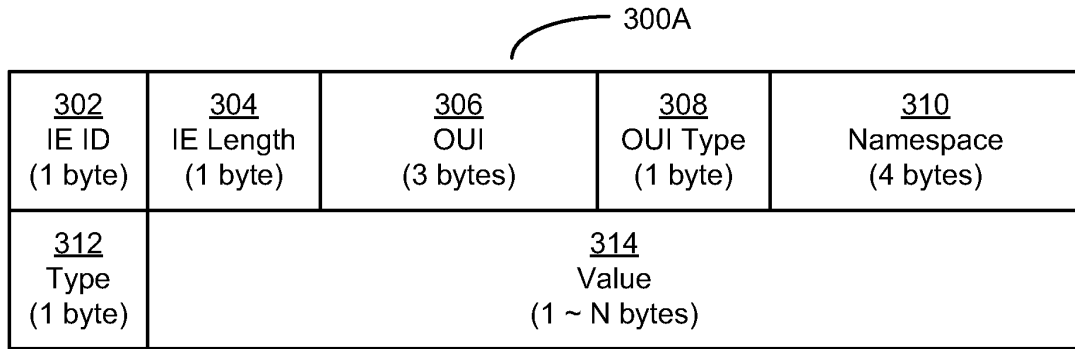 300A
302 304 306 308 310
IE ID IE Length OUI OUI Type Namespace
(1 byte) (1 byte) (3 bytes) (1 byte) (4 bytes)
312 314
Type Value
(1 byte) (1 ~ N bytes)